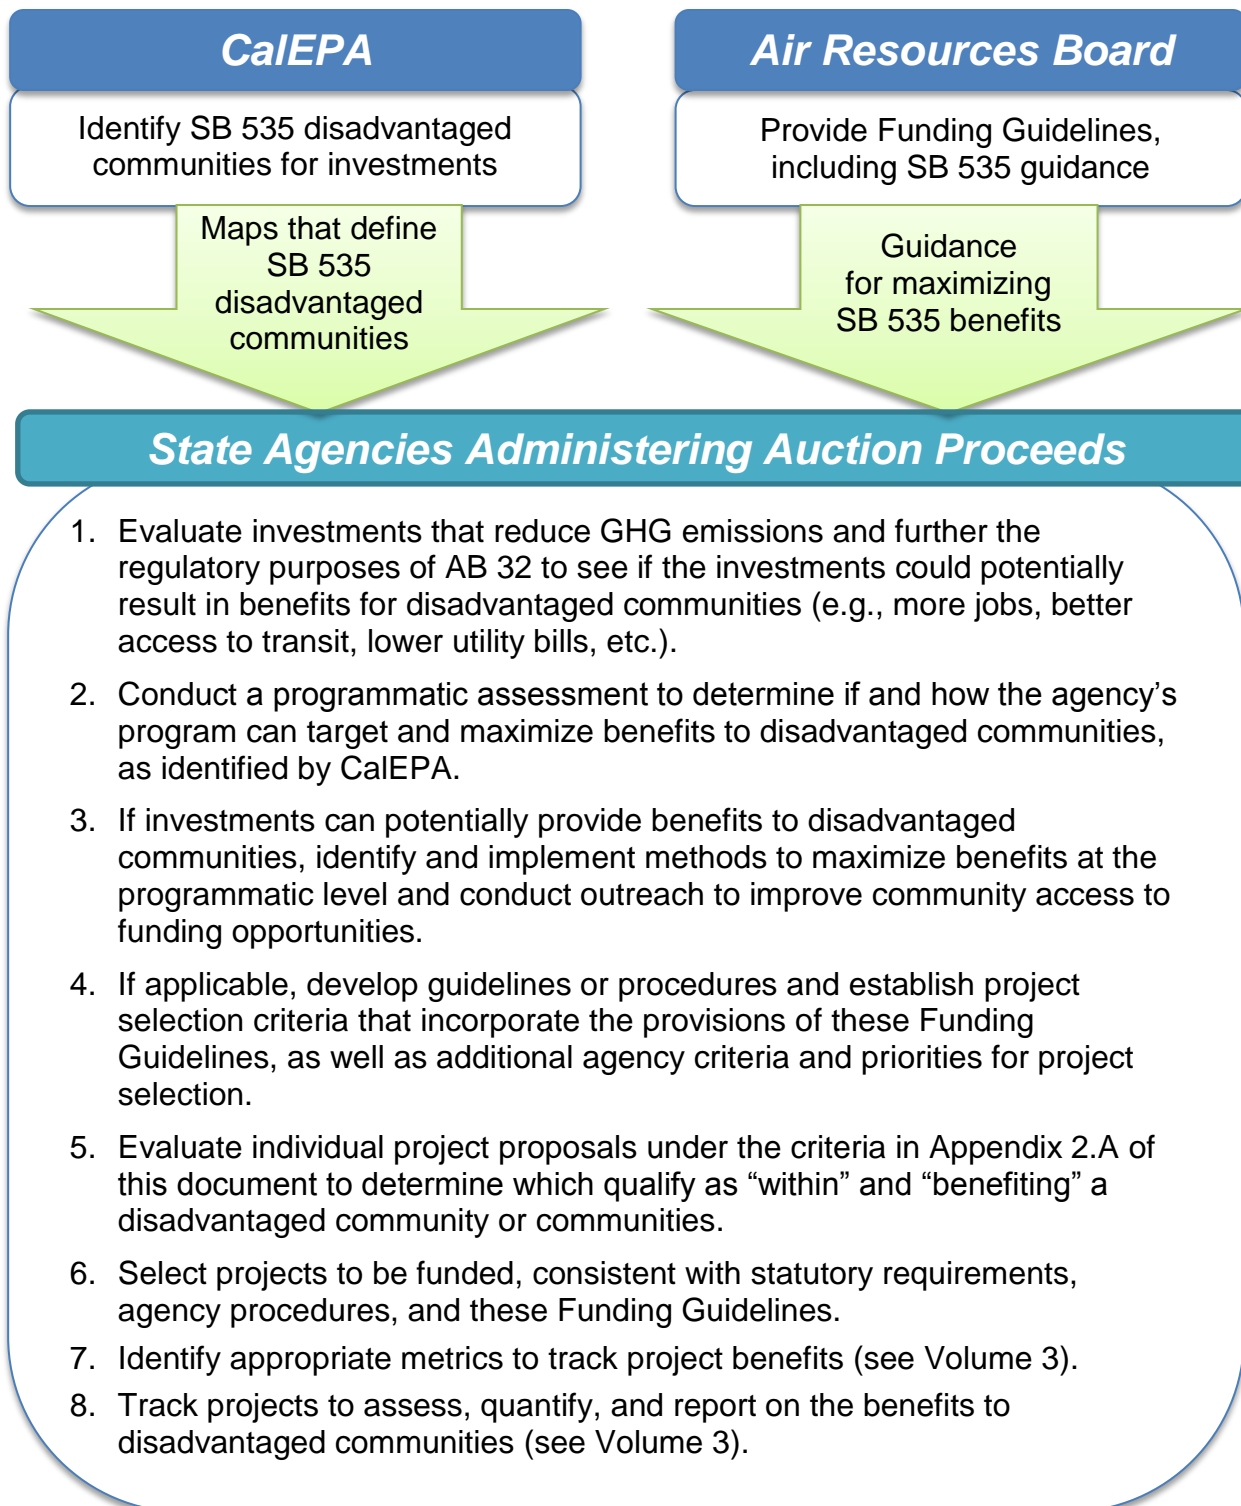 CalEPA
Identify SB 535 disadvantaged
communities for investments
Maps that define
SB 535
disadvantaged
communities
Air Resources Board
Provide Funding Guidelines,
including SB 535 guidance
Guidance
for maximizing
SB 535 benefits
State Agencies Administering Auction Proceeds
1. Evaluate investments that reduce GHG emissions and further the
regulatory purposes of AB 32 to see if the investments could potentially
result in benefits for disadvantaged communities (e.g., more jobs, better
access to transit, lower utility bills, etc.).
2. Conduct a programmatic assessment to determine if and how the agency’s
program can target and maximize benefits to disadvantaged communities,
as identified by CalEPA.
3. If investments can potentially provide benefits to disadvantaged
communities, identify and implement methods to maximize benefits at the
programmatic level and conduct outreach to improve community access to
funding opportunities.
4. If applicable, develop guidelines or procedures and establish project
selection criteria that incorporate the provisions of these Funding
Guidelines, as well as additional agency criteria and priorities for project
selection.
5. Evaluate individual project proposals under the criteria in Appendix 2.A of
this document to determine which qualify as “within” and “benefiting” a
disadvantaged community or communities.
6. Select projects to be funded, consistent with statutory requirements,
agency procedures, and these Funding Guidelines.
7. Identify appropriate metrics to track project benefits (see Volume 3).
8. Track projects to assess, quantify, and report on the benefits to
disadvantaged communities (see Volume 3).